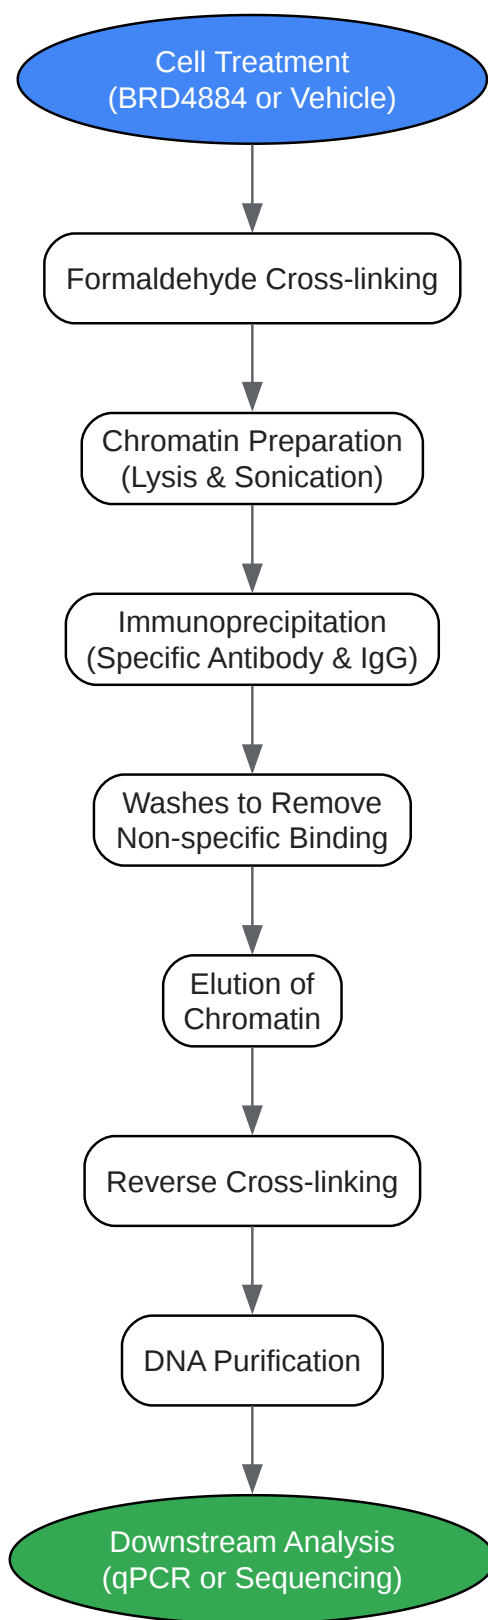 Cell Treatment
(BRD4884 or Vehicle)
Formaldehyde Cross-linking
Chromatin Preparation
(Lysis & Sonication)
Immunoprecipitation
(Specific Antibody & IgG)
Washes to Remove
Non-specific Binding
Elution of
Chromatin
Reverse Cross-linking
DNA Purification
Downstream Analysis
(qPCR or Sequencing)